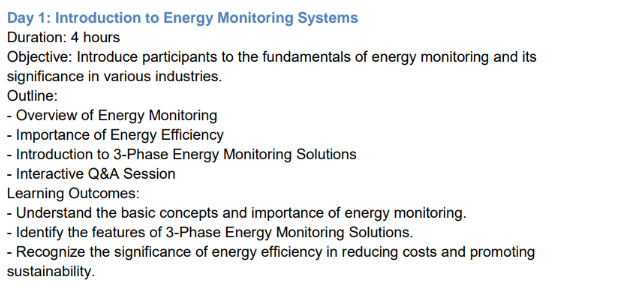 Day 1: Introduction to Energy Monitoring Systems
Duration: 4 hours
Objective: Introduce participants to the fundamentals of energy monitoring and its
significance in various industries.
Outline:
- Overview of Energy Monitoring
- Importance of Energy Efficiency
- Introduction to 3-Phase Energy Monitoring Solutions
- Interactive Q&A Session
Learning Outcomes:
- Understand the basic concepts and importance of energy monitoring.
- Identify the features of 3-Phase Energy Monitoring Solutions.
- Recognize the significance of energy efficiency in reducing costs and promoting
sustainability.